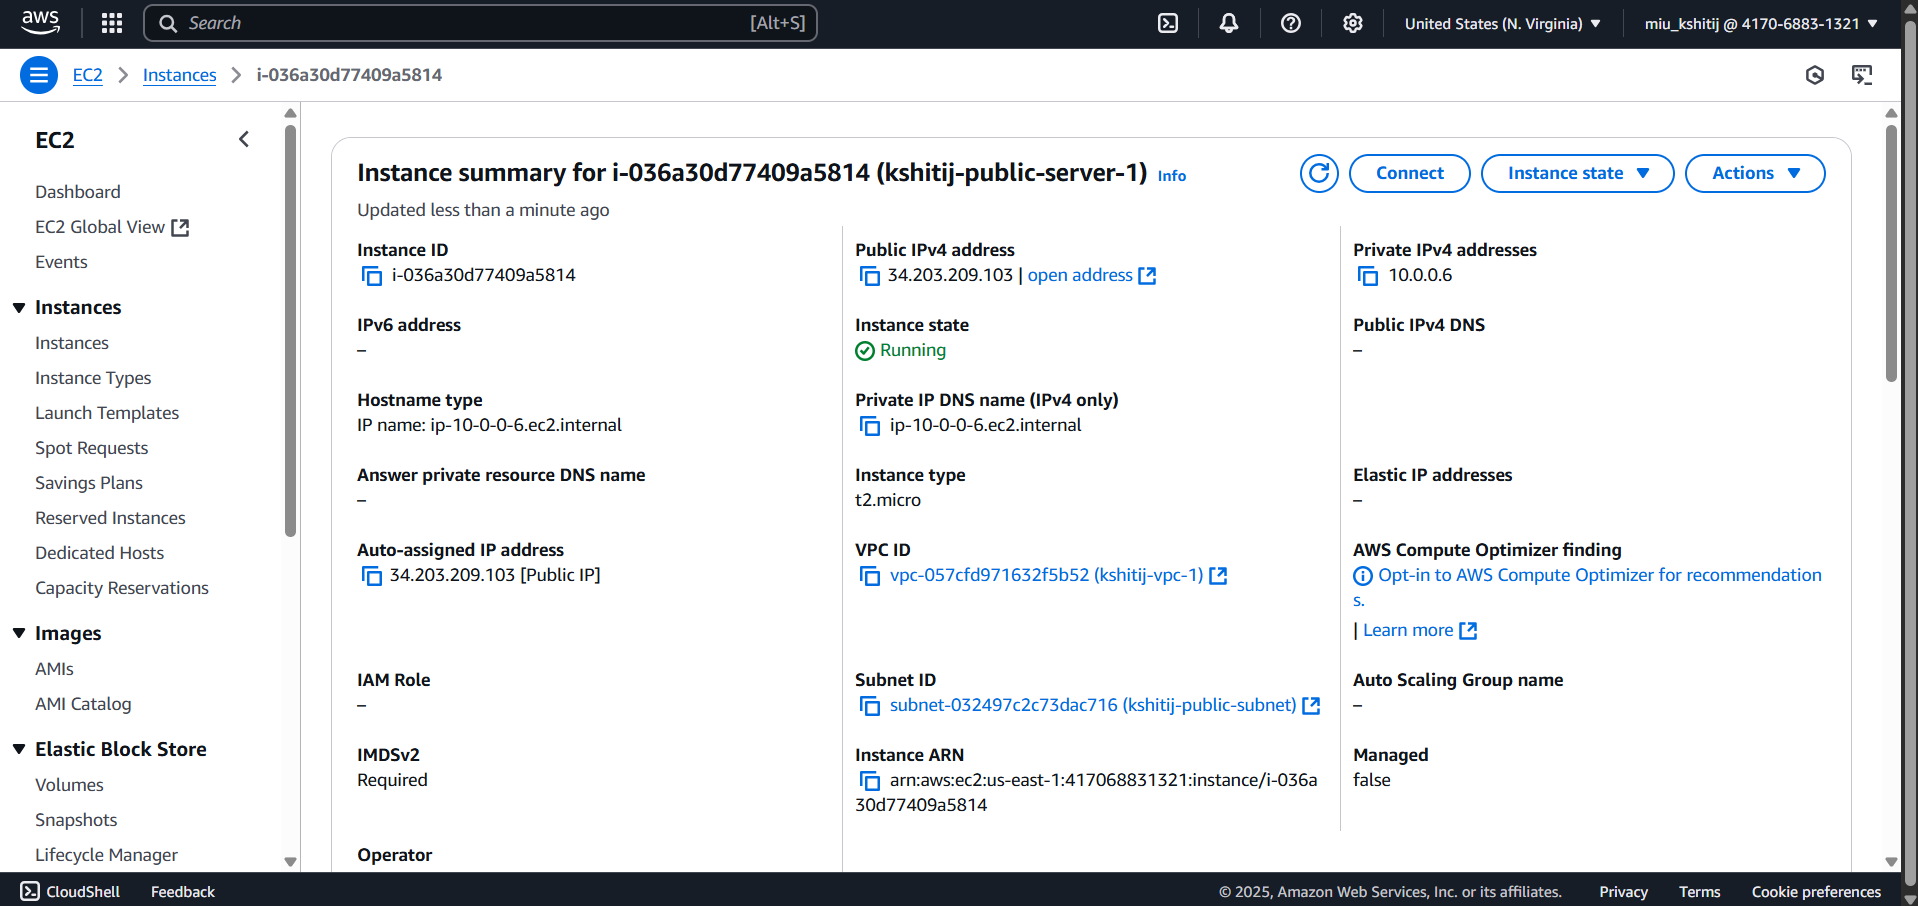 aws
Search
[Alt+S]
United States (N. Virginia)
miu_kshitij @ 4170-6883-1321
EC2
Instances
i-036a30d77409a5814
EC2
Dashboard
EC2 Global View
Events
Instances
Instances
Instance Types
Launch Templates
Spot Requests
Savings Plans
Reserved Instances
Dedicated Hosts
Capacity Reservations
Images
AMIs
AMI Catalog
Elastic Block Store
Volumes
Snapshots
Lifecycle Manager
Instance summary for i-036a30d77409a5814 (kshitij-public-server-1) Info
Connect
Instance state
Actions
Updated less than a minute ago
Instance ID
i-036a30d77409a5814
Public IPv4 address
34.203.209.103 | open address
Private IPv4 addresses
10.0.0.6
IPv6 address
–
Instance state
Running
Public IPv4 DNS
–
Hostname type
IP name: ip-10-0-0-6.ec2.internal
Private IP DNS name (IPv4 only)
ip-10-0-0-6.ec2.internal
Answer private resource DNS name
–
Instance type
t2.micro
Elastic IP addresses
–
Auto-assigned IP address
34.203.209.103 [Public IP]
VPC ID
vpc-057cfd971632f5b52 (kshitij-vpc-1)
AWS Compute Optimizer finding
Opt-in to AWS Compute Optimizer for recommendation
s.
| Learn more
IAM Role
–
Subnet ID
subnet-032497c2c73dac716 (kshitij-public-subnet)
Auto Scaling Group name
–
IMDSv2
Required
Instance ARN
arn:aws:ec2:us-east-1:417068831321:instance/i-036a
30d77409a5814
Managed
false
Operator
CloudShell
Feedback
© 2025, Amazon Web Services, Inc. or its affiliates.
Privacy
Terms
Cookie preferences